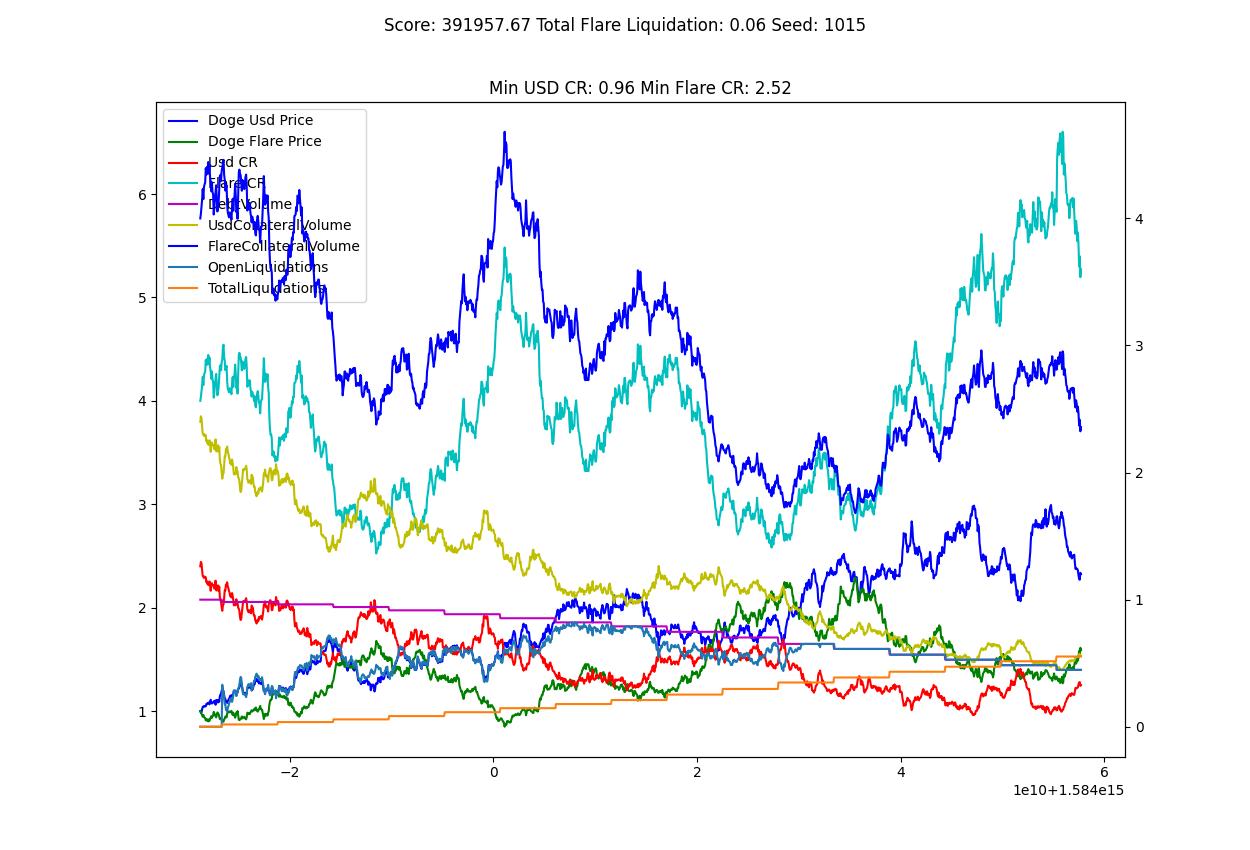 Score: 391957.67 Total Flare Liquidation: 0.06 Seed: 1015
Min USD CR: 0.96 Min Flare CR: 2.52
Doge Usd Price
Doge Flare Price
Usd CR
Flare CR
DebtVolume
UsdCollateralVolume
FlareCollateralVolume
OpenLiquidations
TotalLiquidations
6
5
4
3
2
1
4
3
2
1
0
−2
0
2
4
6
1e10+1.584e15